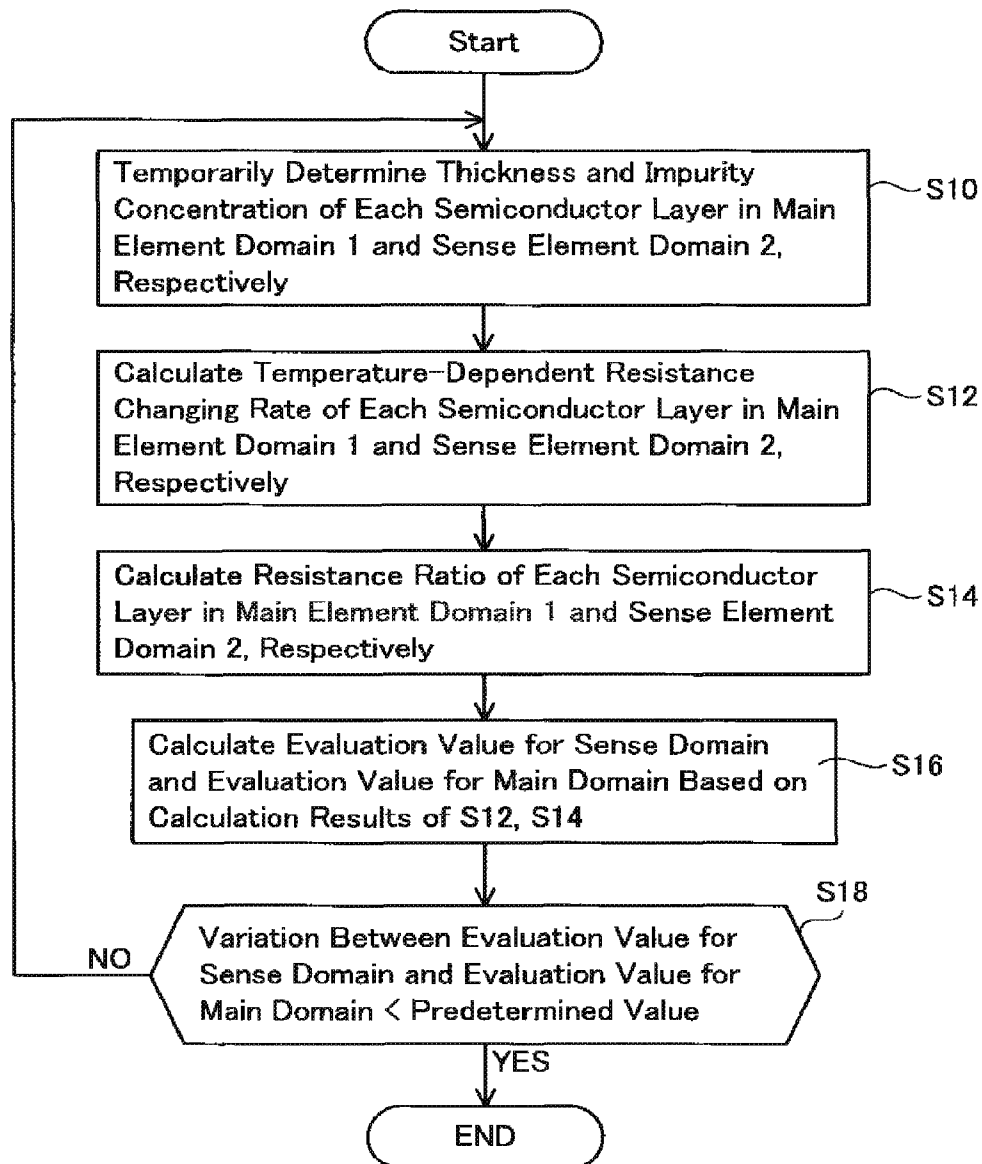 Start
Temporarily Determine Thickness and Impurity
Concentration of Each Semiconductor Layer in Main
Element Domain 1 and Sense Element Domain 2,
Respectively
S10
Calculate Temperature-Dependent Resistance
Changing Rate of Each Semiconductor Layer in Main
Element Domain 1 and Sense Element Domain 2,
Respectively
S12
Calculate Resistance Ratio of Each Semiconductor
Layer in Main Element Domain 1 and Sense Element
Domain 2, Respectively
S14
Calculate Evaluation Value for Sense Domain
and Evaluation Value for Main Domain Based on
Calculation Results of S12, S14
S16
S18
Variation Between Evaluation Value for
Sense Domain and Evaluation Value for
Main Domain < Predetermined Value
NO
YES
END